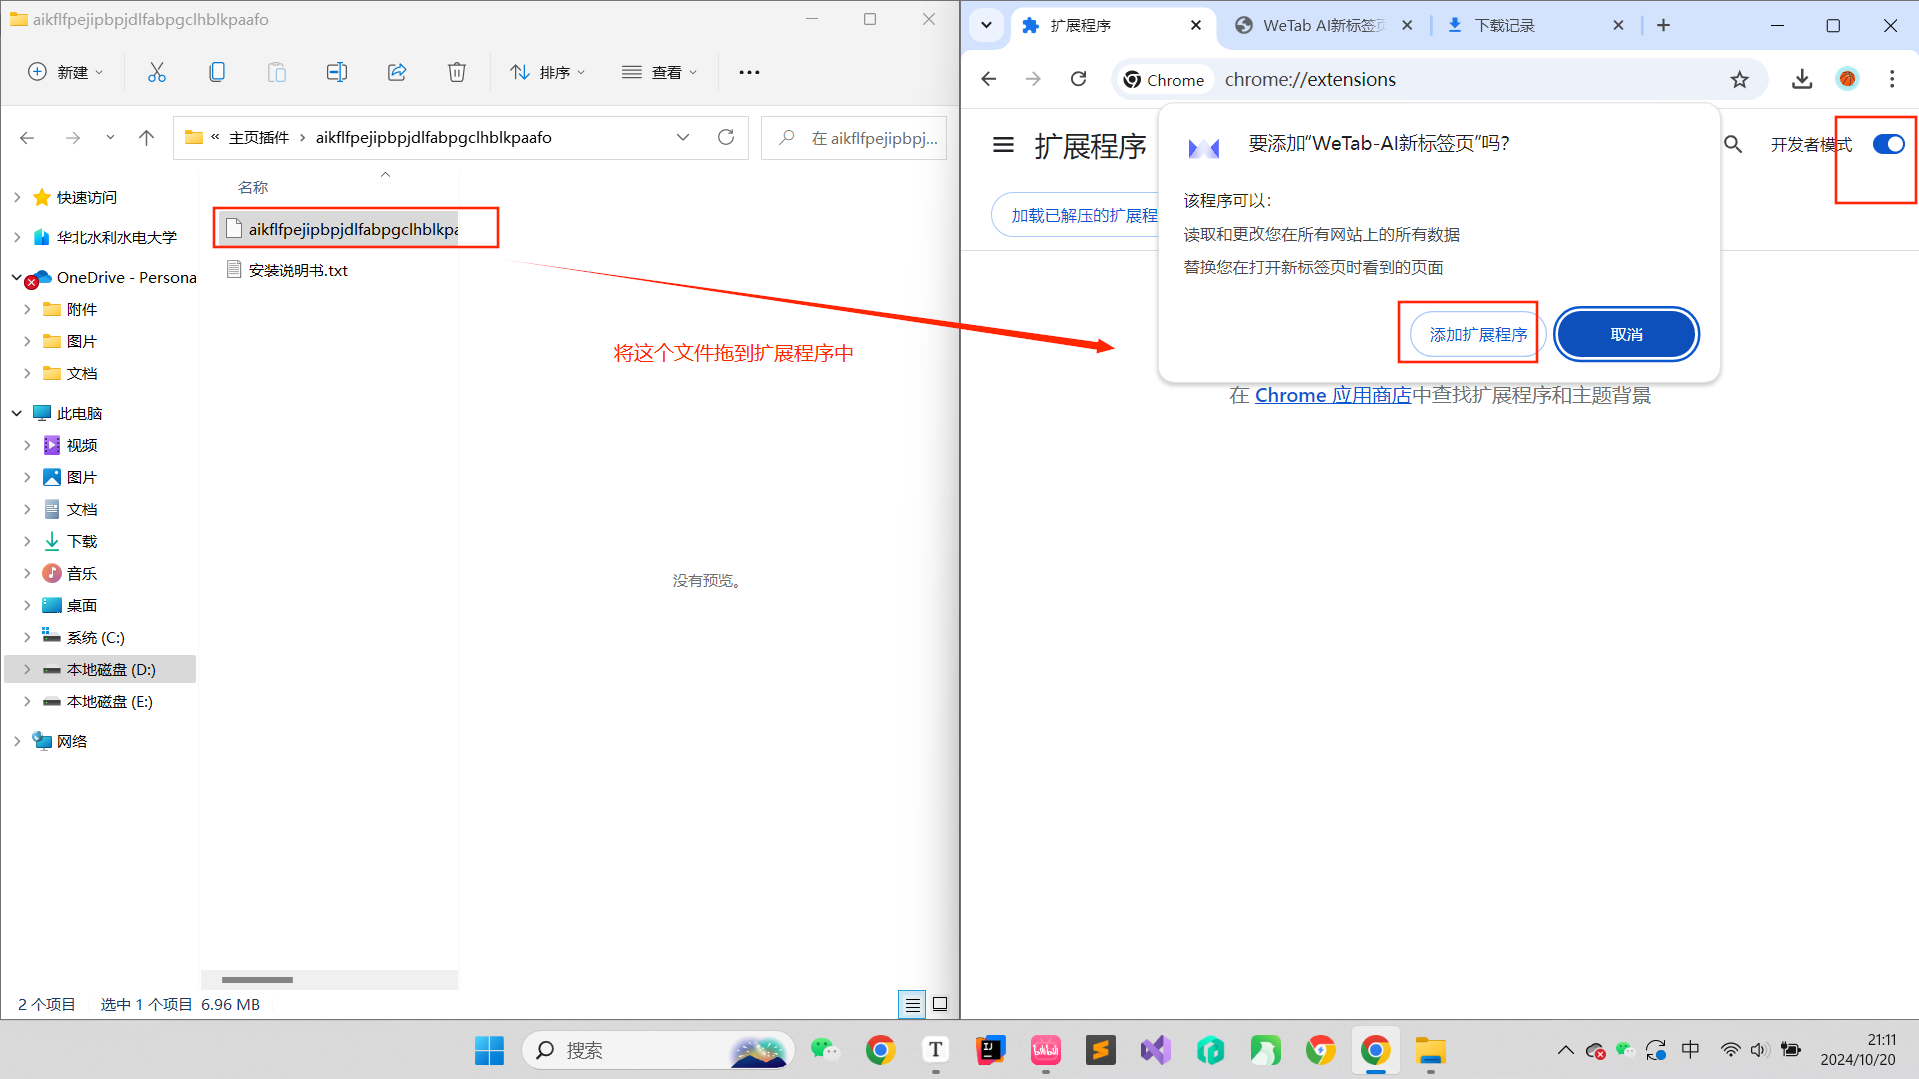 aikflfpejipbpjdlfabpgclhblkpaafo
新建
排序
查看
« 主页插件 › aikflfpejipbpjdlfabpgclhblkpaafo
在 aikflfpejipbpj...
名称
快速访问
华北水利水电大学
OneDrive - Persona
附件
图片
文档
此电脑
视频
图片
文档
下载
音乐
桌面
系统 (C:)
本地磁盘 (D:)
本地磁盘 (E:)
网络
aikflfpejipbpjdlfabpgclhblkpa
安装说明书.txt
将这个文件拖到扩展程序中
没有预览。
2 个项目
选中 1 个项目 6.96 MB
扩展程序
WeTab AI新标签页
下载记录
Chrome
chrome://extensions
扩展程序
开发者模式
加载已解压的扩展程
要添加“WeTab-AI新标签页”吗?
该程序可以：
读取和更改您在所有网站上的所有数据
替换您在打开新标签页时看到的页面
添加扩展程序
取消
在 Chrome 应用商店中查找扩展程序和主题背景
搜索
T
IJ
bilibili
中
21:11
2024/10/20